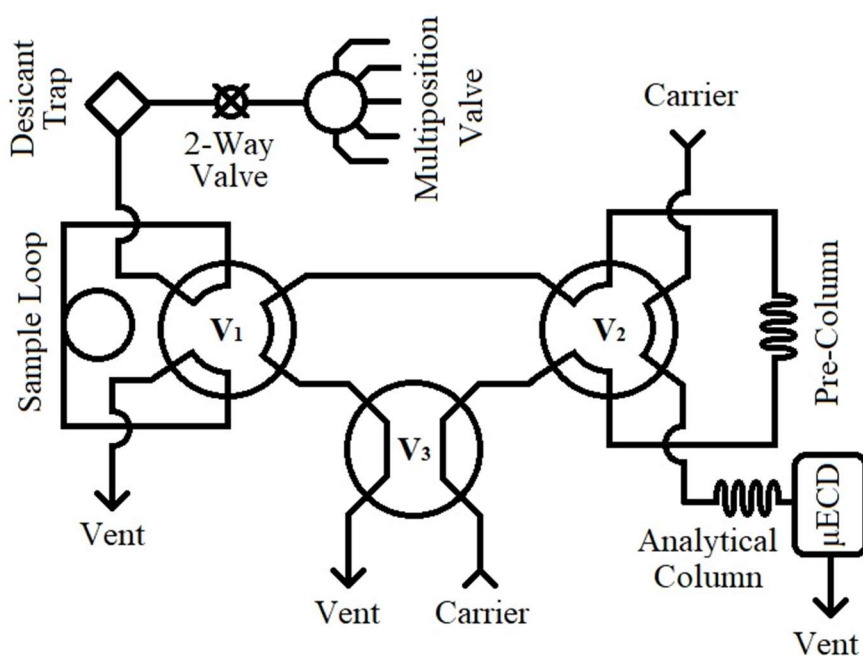 Desicant
Trap
2-Way
Valve
Multiposition
Valve
Carrier
Sample Loop
V1
V2
Pre-Column
V3
Vent
Vent
Carrier
Analytical
Column
μECD
Vent